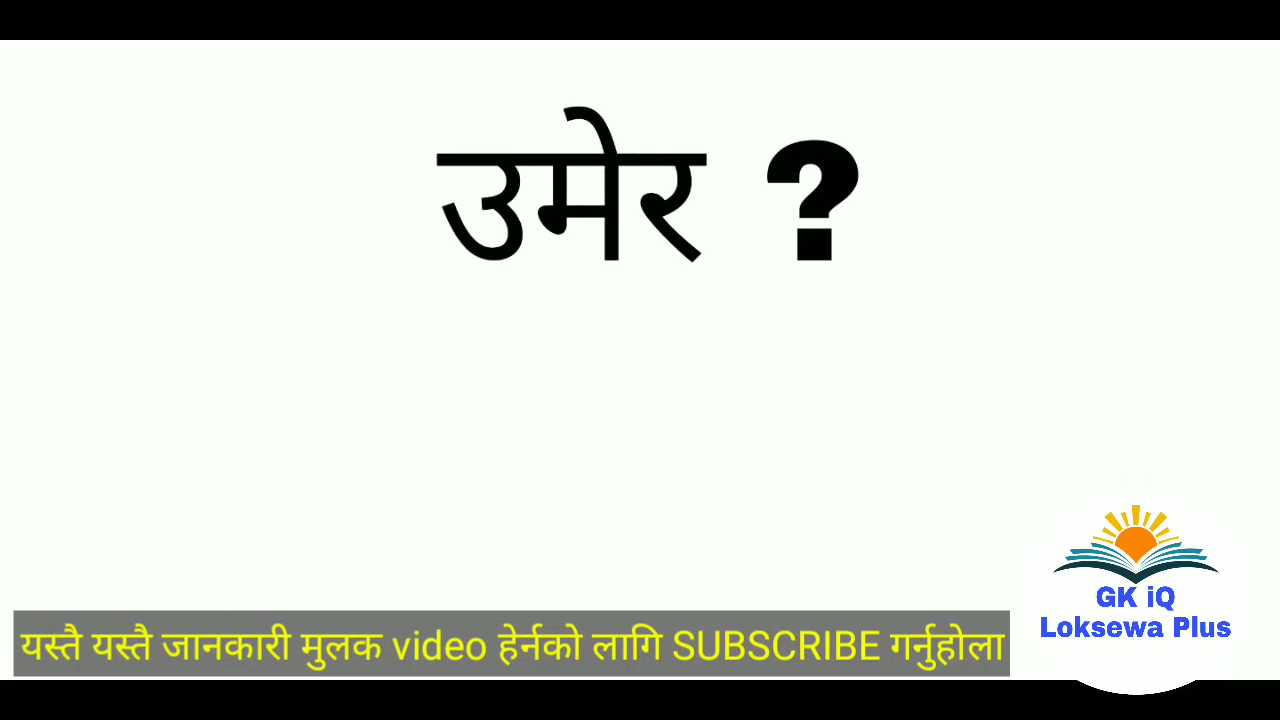 उमेर ?
GK iQ
Loksewa Plus
यस्तै यस्तै जानकारी मुलक video हेर्नको लागि SUBSCRIBE गर्नुहोला